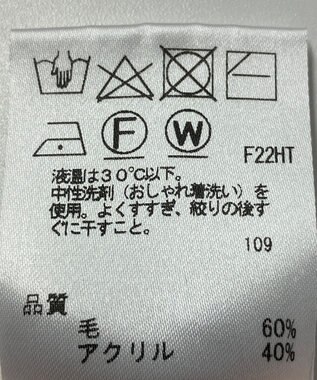 F W F22HT
液温は30℃以下。
中性洗剤（おしゃれ着洗い）を
使用。よくすすぎ、絞りの後す
ぐに干すこと。
109
品質
毛 60%
アクリル 40%